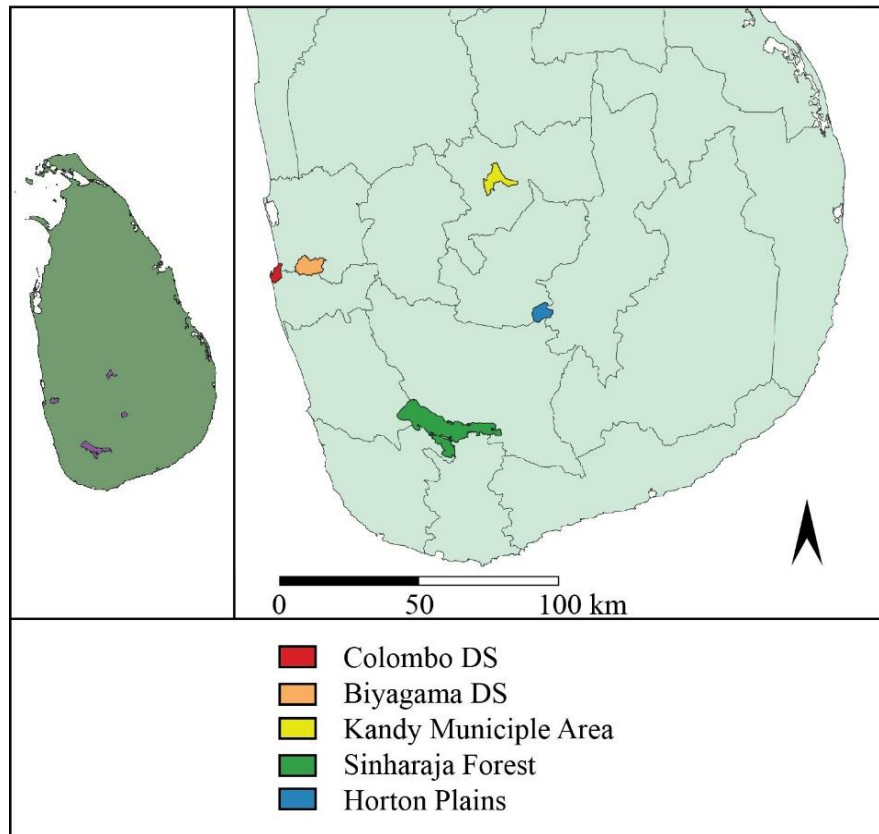 0 50 100 km
Colombo DS
Biyagama DS
Kandy Municiple Area
Sinharaja Forest
Horton Plains